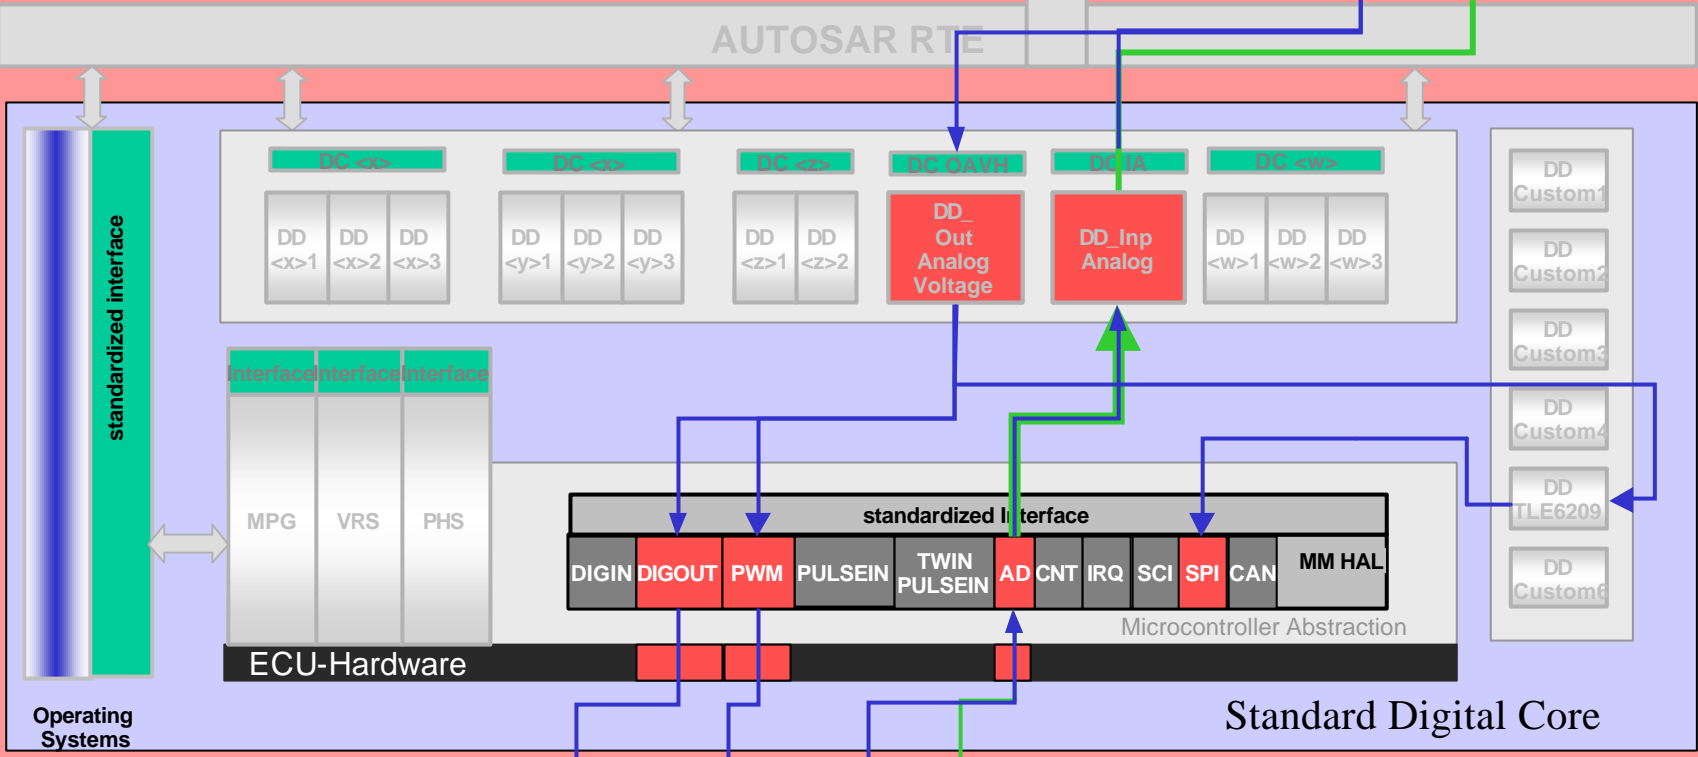 AUTOSAR RTE
DC <x>
DC <x>
DC <z>
DC OAVH
DC IA
DC <w>
DD
<x>1
DD
<x>2
DD
<x>3
DD
<y>1
DD
<y>2
DD
<y>3
DD
<z>1
DD
<z>2
DD_
Out
Analog
Voltage
DD_Inp
Analog
DD
<w>1
DD
<w>2
DD
<w>3
DD
Custom1
DD
Custom2
DD
Custom3
DD
Custom4
DD
TLE6209
DD
Custom6
standardized interface
Interface
Interface
Interface
MPG
VRS
PHS
standardized Interface
DIGIN
DIGOUT
PWM
PULSEIN
TWIN
PULSEIN
AD
CNT
IRQ
SCI
SPI
CAN
MM HAL
Microcontroller Abstraction
ECU-Hardware
Operating
Systems
Standard Digital Core